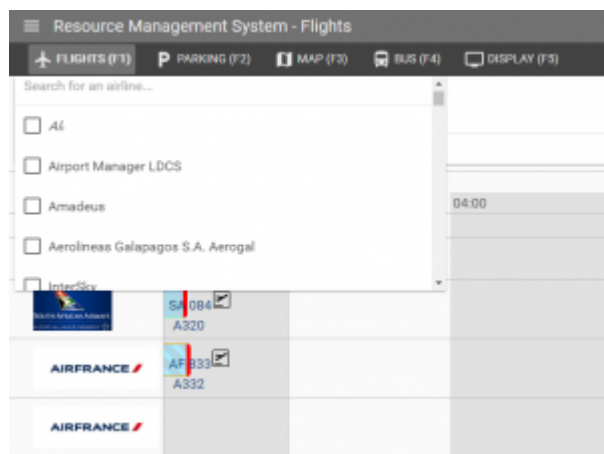 Resource Management System - Flights
FLIGHTS (F1) PARKING (F2) MAP (F3) BUS (F4) DISPLAY (F5)
Search for an airline...
Airport Manager LDCS
Amadeus
04:00
Aerolineas Galapagos S.A. Aerogal
InterSky
SA 084
A320
AIRFRANCE
AF 833
A332
AIRFRANCE